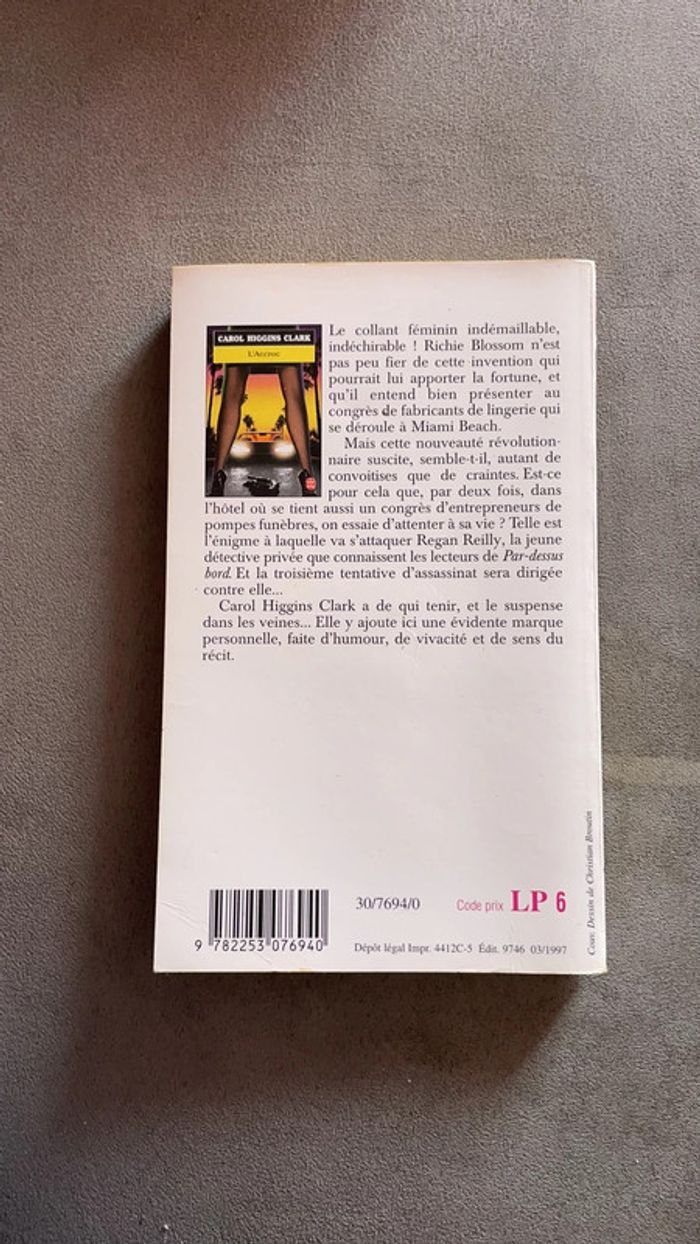 CAROL HIGGINS CLARK
L'Accroc
Le collant féminin indémaillable,
indéchirable ! Richie Blossom n'est
pas peu fier de cette invention qui
pourrait lui apporter la fortune, et
qu'il entend bien présenter au
congrès de fabricants de lingerie qui
se déroule à Miami Beach.
Mais cette nouveauté révolution-
naire suscite, semble-t-il, autant de
convoitises que de craintes. Est-ce
pour cela que, par deux fois, dans
l'hôtel où se tient aussi un congrès d'entrepreneurs de
pompes funèbres, on essaie d'attenter à sa vie ? Telle est
l'énigme à laquelle va s'attaquer Regan Reilly, la jeune
détective privée que connaissent les lecteurs de Par-dessus
bord. Et la troisième tentative d'assassinat sera dirigée
contre elle...
Carol Higgins Clark a de qui tenir, et le suspense
dans les veines... Elle y ajoute ici une évidente marque
personnelle, faite d'humour, de vivacité et de sens du
récit.
Couv. Dessin de Christian Broutin
30/7694/0
Code prix LP 6
9 782253 076940
Dépôt légal Impr. 4412C-5 Édit. 9746 03/1997